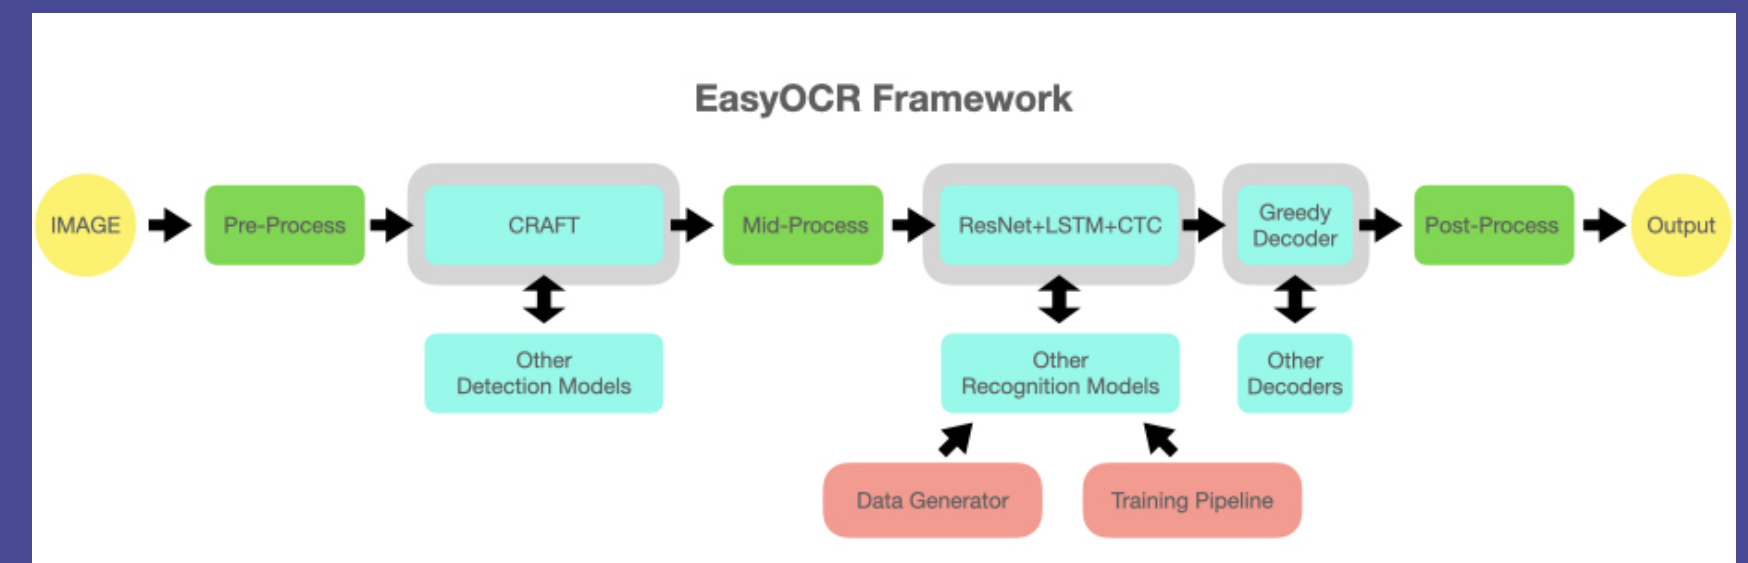 EasyOCR Framework
IMAGE
Pre-Process
CRAFT
Mid-Process
ResNet+LSTM+CTC
Greedy
Decoder
Post-Process
Output
Other
Detection Models
Other
Recognition Models
Other
Decoders
Data Generator
Training Pipeline